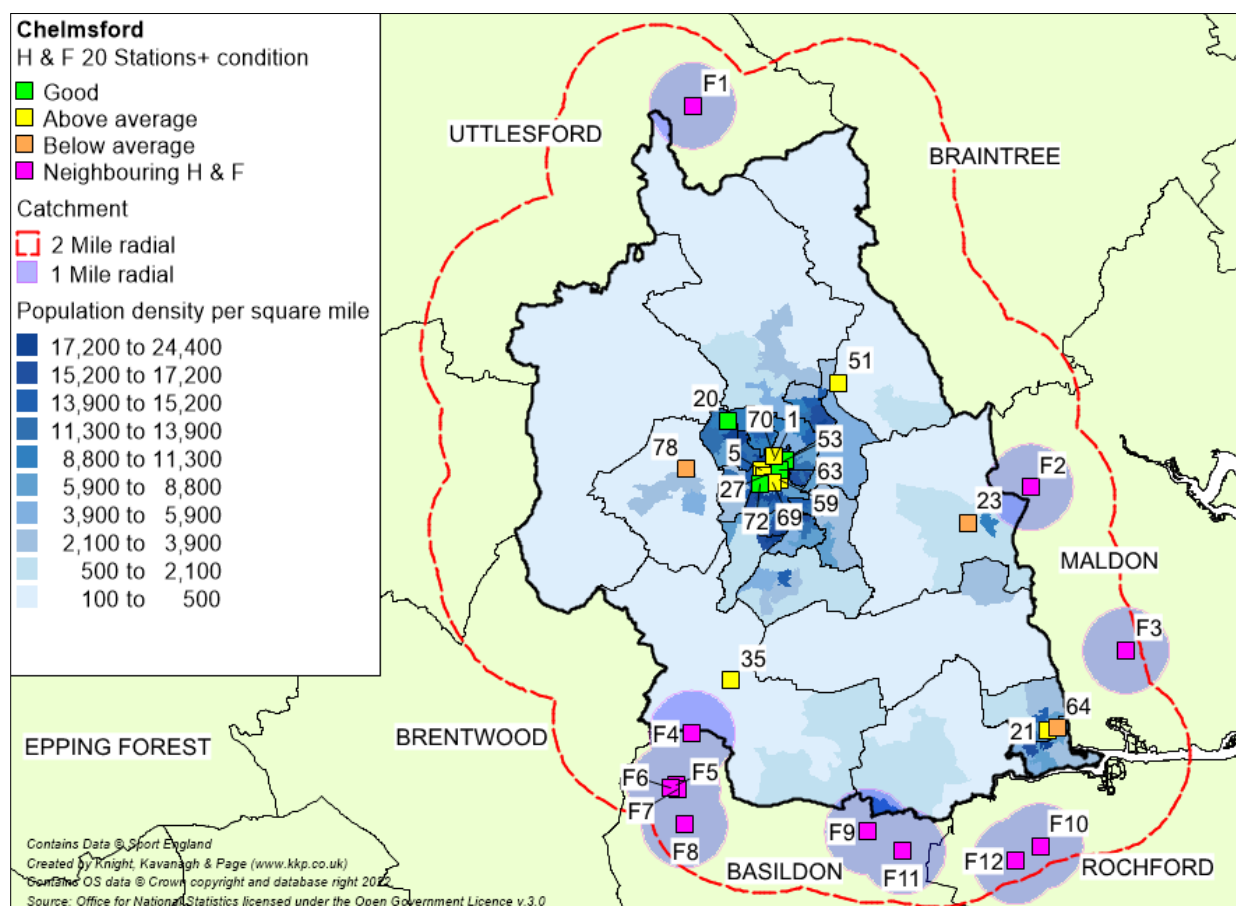 Chelmsford
H & F 20 Stations+ condition
Good
Above average
Below average
Neighbouring H & F
Catchment
2 Mile radial
1 Mile radial
Population density per square mile
17,200 to 24,400
15,200 to 17,200
13,900 to 15,200
11,300 to 13,900
8,800 to 11,300
5,900 to 8,800
3,900 to 5,900
2,100 to 3,900
500 to 2,100
100 to 500
F1
UTTLESFORD
BRAINTREE
51
20
70
1
53
78
5
63
F2
27
23
72
69
59
MALDON
F3
35
64
21
BRENTWOOD
EPPING FOREST
F4
F6
F5
F7
F8
F9
F10
F12
BASILDON
ROCHFORD
F11
Contains Data © Sport England
Created by Knight, Kavanagh & Page (www.kkp.co.uk)
Contains OS data © Crown copyright and database right 2022
Source: Office for National Statistics licensed under the Open Government Licence v.3.0